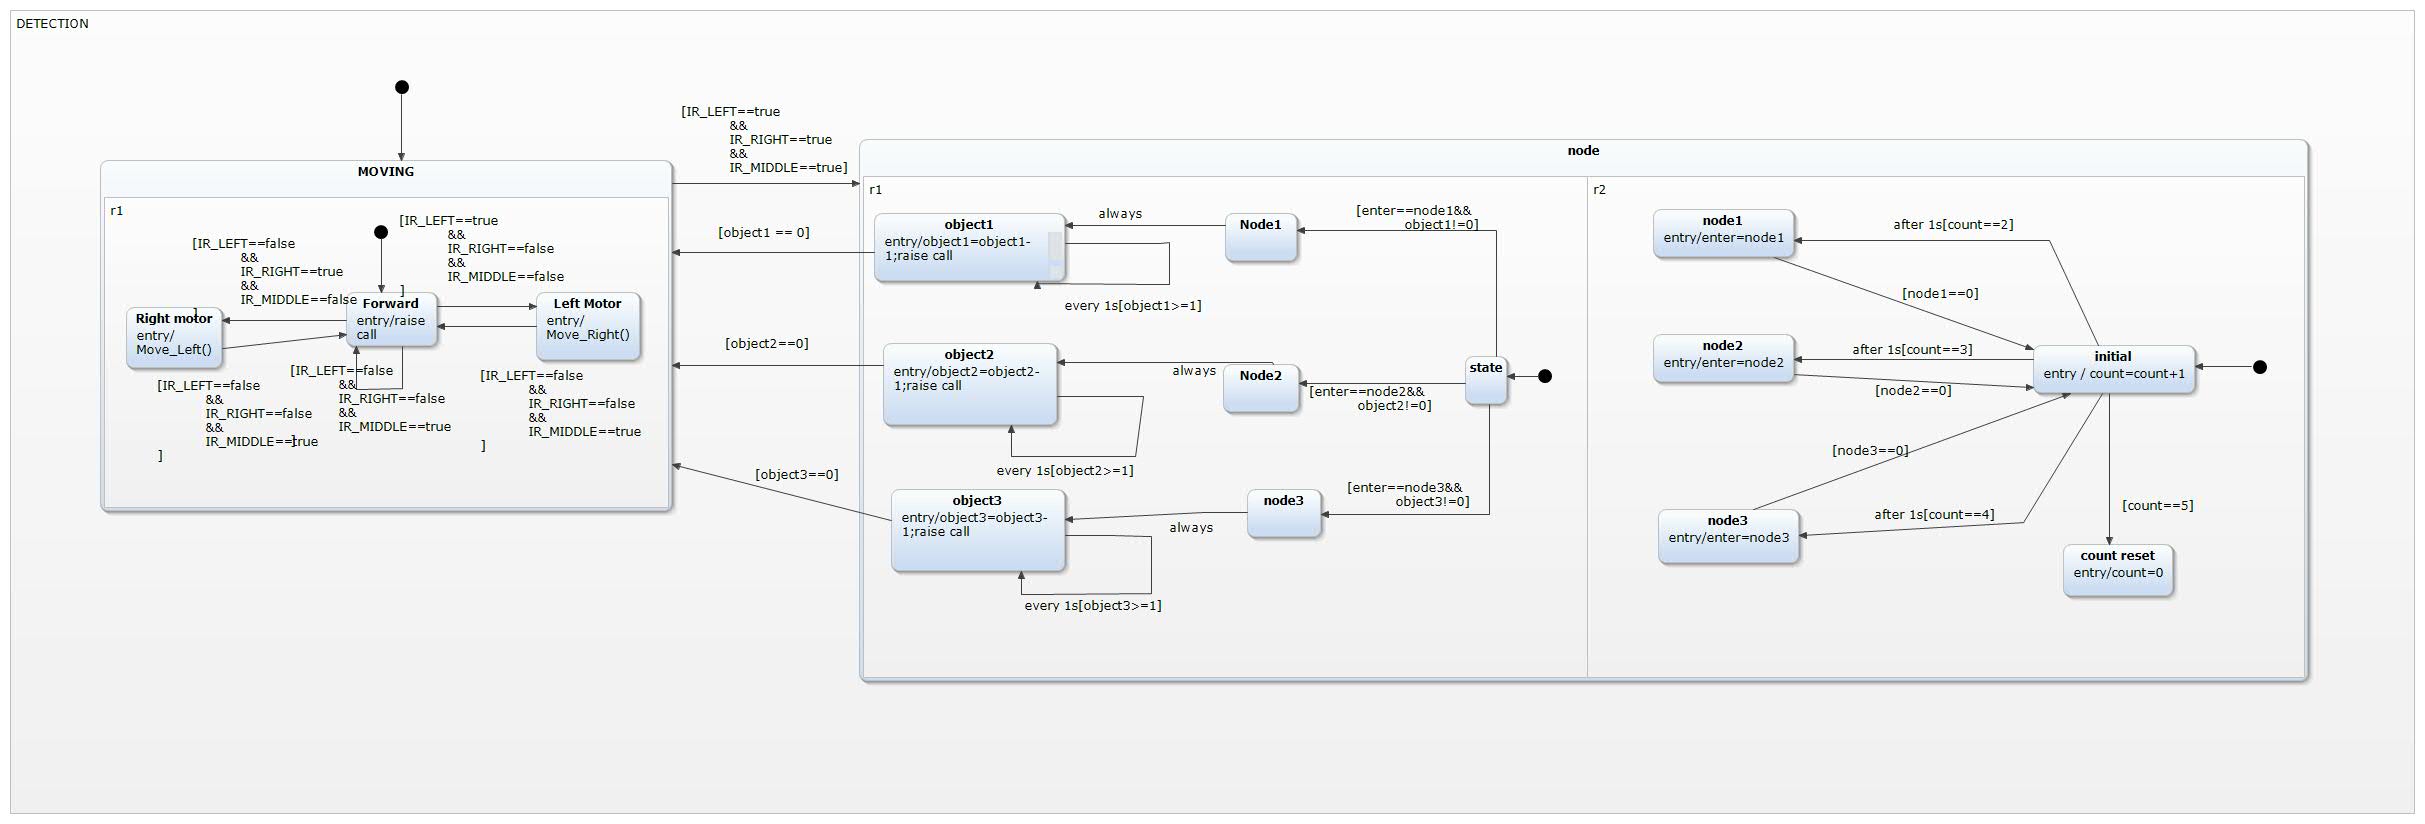 DETECTION
MOVING
r1
[IR_LEFT==true
&&
IR_RIGHT==false
&&
IR_MIDDLE==false
]
[IR_LEFT==false
&&
IR_RIGHT==true
&&
IR_MIDDLE==false
]
Right motor
entry/
Move_Left()
Forward
entry/raise
call
Left Motor
entry/
Move_Right()
[IR_LEFT==false
&&
IR_RIGHT==false
&&
IR_MIDDLE==true
]
[IR_LEFT==false
&&
IR_RIGHT==false
&&
IR_MIDDLE==true
]
[IR_LEFT==false
&&
IR_RIGHT==false
&&
IR_MIDDLE==true
]
[IR_LEFT==true
&&
IR_RIGHT==true
&&
IR_MIDDLE==true]
[object1 == 0]
[object2==0]
[object3==0]
node
r1
object1
entry/object1=object1-
1;raise call
always
Node1
[enter==node1&&
object1!=0]
every 1s[object1>=1]
object2
entry/object2=object2-
1;raise call
always
Node2
[enter==node2&&
object2!=0]
state
every 1s[object2>=1]
object3
entry/object3=object3-
1;raise call
always
node3
[enter==node3&&
object3!=0]
every 1s[object3>=1]
r2
node1
entry/enter=node1
after 1s[count==2]
[node1==0]
node2
entry/enter=node2
after 1s[count==3]
[node2==0]
initial
entry / count=count+1
[node3==0]
node3
entry/enter=node3
after 1s[count==4]
[count==5]
count reset
entry/count=0